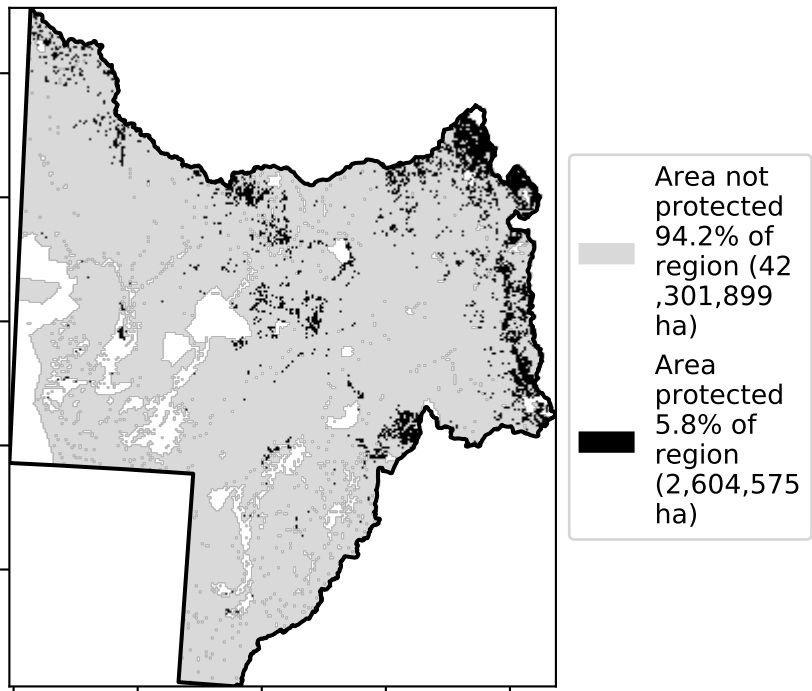 Area not
protected
94.2% of
region (42
,301,899
ha)
Area
protected
5.8% of
region
(2,604,575
ha)